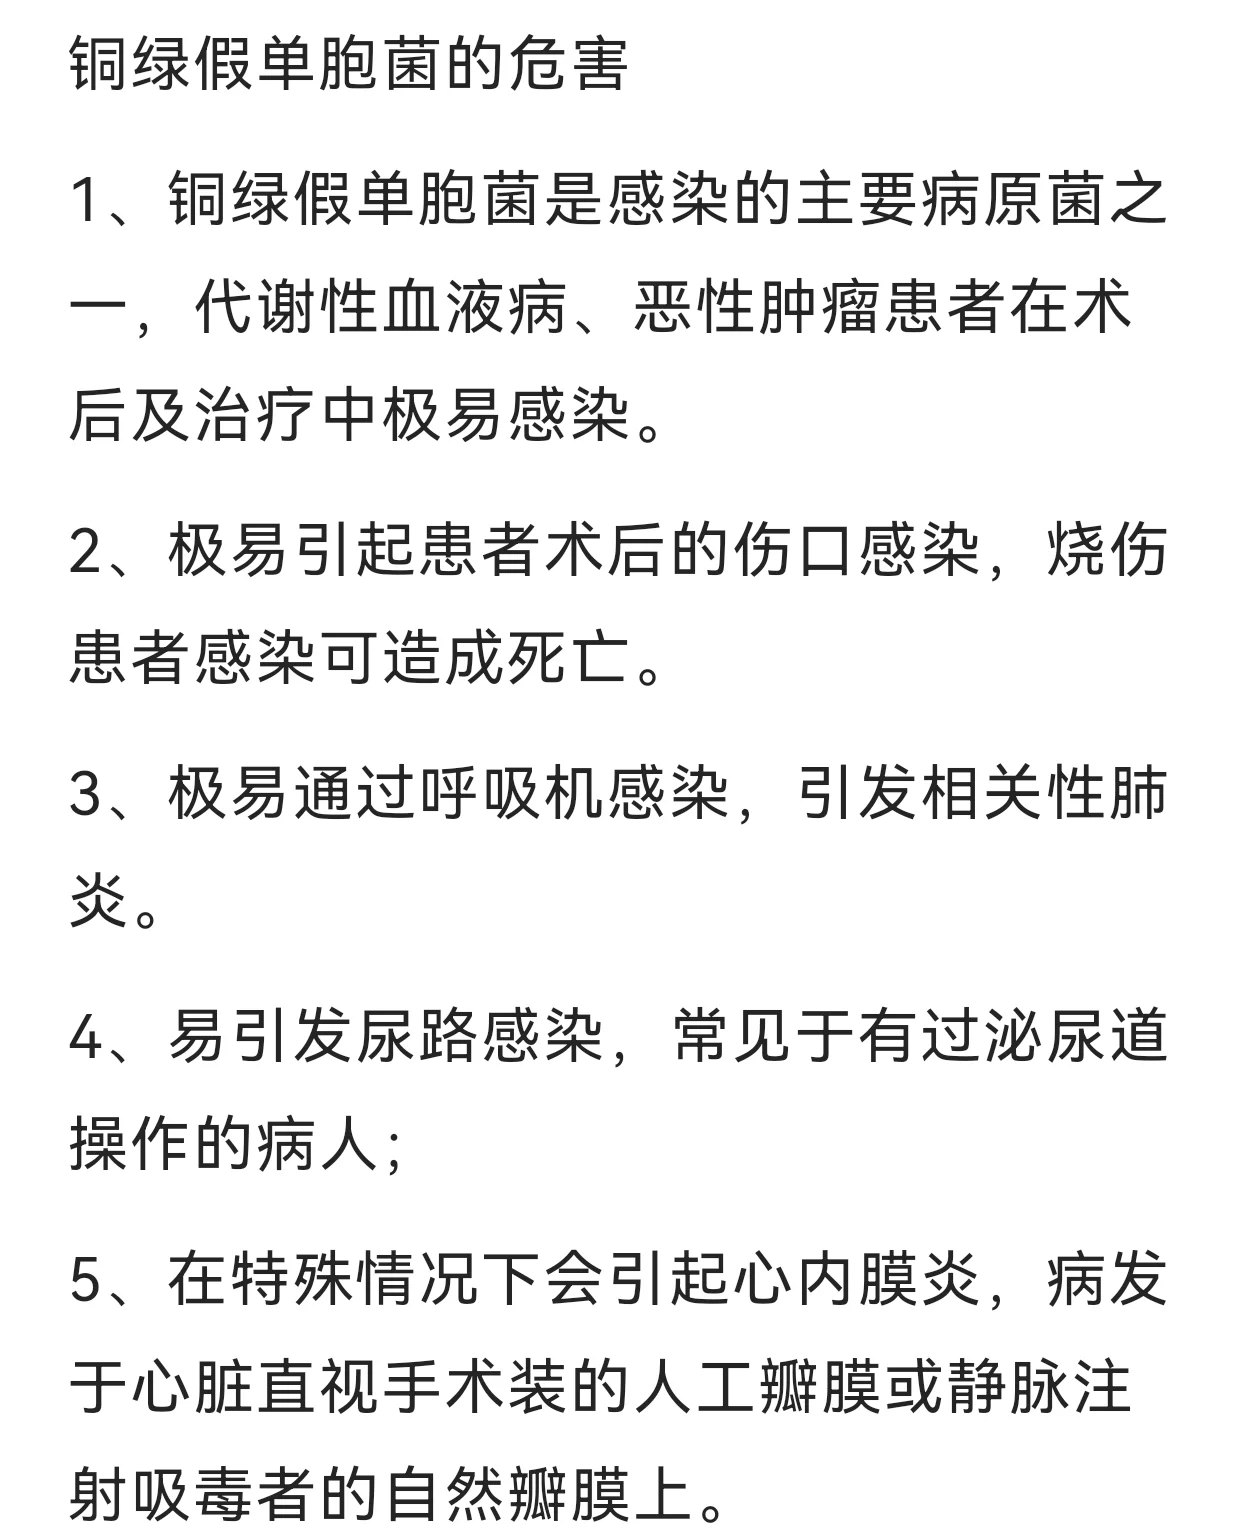 铜绿假单胞菌的危害
1、铜绿假单胞菌是感染的主要病原菌之
一，代谢性血液病、恶性肿瘤患者在术
后及治疗中极易感染。
2、极易引起患者术后的伤口感染，烧伤
患者感染可造成死亡。
3、极易通过呼吸机感染，引发相关性肺
炎。
4、易引发尿路感染，常见于有过泌尿道
操作的病人；
5、在特殊情况下会引起心内膜炎，病发
于心脏直视手术装的人工瓣膜或静脉注
射吸毒者的自然瓣膜上。